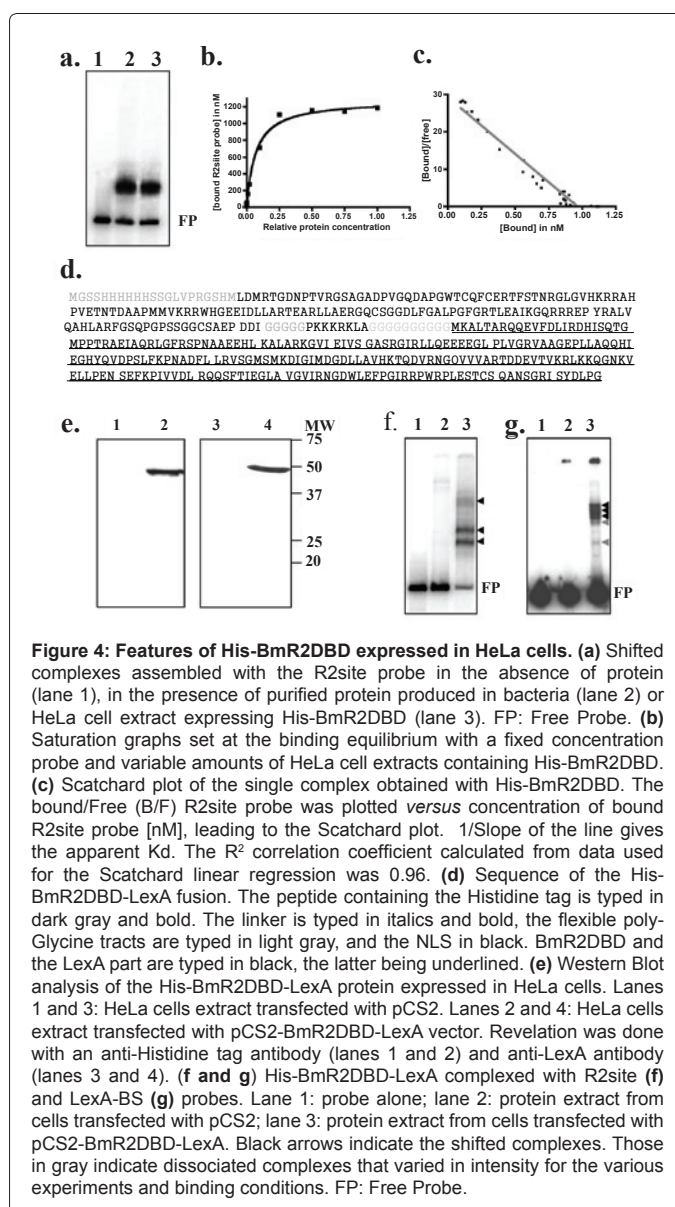 a.
1 2 3
FP
b.
[bound R2siite probe] in nM
1200
1000
800
600
400
200
0
0.00 0.25 0.50 0.75 1.00 1.25
Relative protein concentration
c.
[Bound]/[free]
30
20
10
0
0.00 0.25 0.50 0.75 1.00 1.25
[Bound] in nM
d.
MGSSHHHHHHSSGLVPRGSHMLDMRTGDNPTVRGSAGADPVGQDAPGWTCQFCERTFSTNRGLGVHKRRAH
PVETNTDAAPMMVKRRWHGEEIDLLARTEARLLAERGQCSGGDLFGALPGFGRTLEAIKGQRRREPYRALV
QAHLARFGSQPGPSSGGCSAEP DDI GGGGGPKKKRKLAGGGGGGGGGGMKALTARQQEVFDLIRDHISQTG
MPPTRAEIAQRLGFRSPNAAEEHLKALARKGVI EIVSG ASRGIRLLQEEEEGLPLVGRVAAGEPLLAQQHI
EGHYQVDPSLFKPNADFLLRVSGMSMKDIGIMDGDLLAVHKTQDVRNGOVVVARTDDEVTVKRLKKQGNKV
ELLPENSEFKPIVVDL RQQSFTIEGLAVGVIRNGDWLEFPGIRRPWRPLESTCSQANSGRISYDLPG
e.
1 2 3 4 MW
75
50
37
25
20
f.
1 2 3
FP
g.
1 2 3
FP
Figure 4: Features of His-BmR2DBD expressed in HeLa cells. (a) Shifted
complexes assembled with the R2site probe in the absence of protein
(lane 1), in the presence of purified protein produced in bacteria (lane 2) or
HeLa cell extract expressing His-BmR2DBD (lane 3). FP: Free Probe. (b)
Saturation graphs set at the binding equilibrium with a fixed concentration
probe and variable amounts of HeLa cell extracts containing His-BmR2DBD.
(c) Scatchard plot of the single complex obtained with His-BmR2DBD. The
bound/Free (B/F) R2site probe was plotted versus concentration of bound
R2site probe [nM], leading to the Scatchard plot. 1/Slope of the line gives
the apparent Kd. The R² correlation coefficient calculated from data used
for the Scatchard linear regression was 0.96. (d) Sequence of the His-
BmR2DBD-LexA fusion. The peptide containing the Histidine tag is typed in
dark gray and bold. The linker is typed in italics and bold, the flexible poly-
Glycine tracts are typed in light gray, and the NLS in black. BmR2DBD and
the LexA part are typed in black, the latter being underlined. (e) Western Blot
analysis of the His-BmR2DBD-LexA protein expressed in HeLa cells. Lanes
1 and 3: HeLa cells extract transfected with pCS2. Lanes 2 and 4: HeLa cells
extract transfected with pCS2-BmR2DBD-LexA vector. Revelation was done
with an anti-Histidine tag antibody (lanes 1 and 2) and anti-LexA antibody
(lanes 3 and 4). (f and g) His-BmR2DBD-LexA complexed with R2site (f)
and LexA-BS (g) probes. Lane 1: probe alone; lane 2: protein extract from
cells transfected with pCS2; lane 3: protein extract from cells transfected with
pCS2-BmR2DBD-LexA. Black arrows indicate the shifted complexes. Those
in gray indicate dissociated complexes that varied in intensity for the various
experiments and binding conditions. FP: Free Probe.